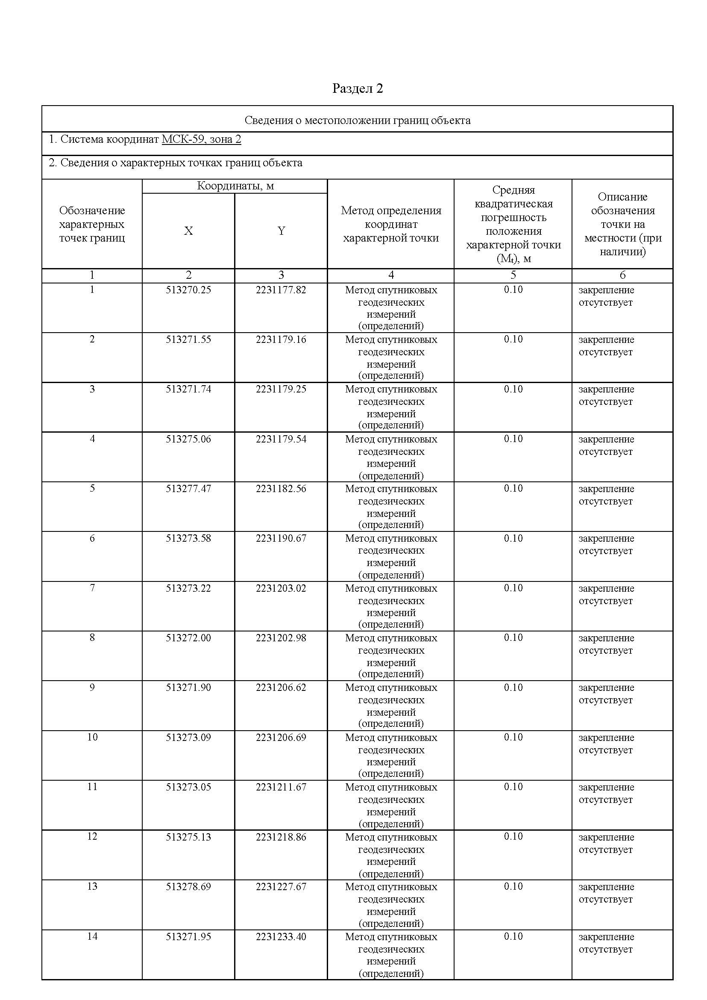 Раздел 2
Сведения о местоположении границ объекта
1. Система координат МСК-59, зона 2
2. Сведения о характерных точках границ объекта
Обозначение
характерных
точек границ
Координаты, м
X
Y
Метод определения
координат
характерной точки
Средняя
квадратическая
погрешность
положения
характерной точки
(Mt), м
Описание
обозначения
точки на
местности (при
наличии)
1 2 3 4 5 6
1 513270.25 2231177.82 Метод спутниковых 0.10 закрепление
геодезических отсутствует
измерений
(определений)
2 513271.55 2231179.16 Метод спутниковых 0.10 закрепление
геодезических отсутствует
измерений
(определений)
3 513271.74 2231179.25 Метод спутниковых 0.10 закрепление
геодезических отсутствует
измерений
(определений)
4 513275.06 2231179.54 Метод спутниковых 0.10 закрепление
геодезических отсутствует
измерений
(определений)
5 513277.47 2231182.56 Метод спутниковых 0.10 закрепление
геодезических отсутствует
измерений
(определений)
6 513273.58 2231190.67 Метод спутниковых 0.10 закрепление
геодезических отсутствует
измерений
(определений)
7 513273.22 2231203.02 Метод спутниковых 0.10 закрепление
геодезических отсутствует
измерений
(определений)
8 513272.00 2231202.98 Метод спутниковых 0.10 закрепление
геодезических отсутствует
измерений
(определений)
9 513271.90 2231206.62 Метод спутниковых 0.10 закрепление
геодезических отсутствует
измерений
(определений)
10 513273.09 2231206.69 Метод спутниковых 0.10 закрепление
геодезических отсутствует
измерений
(определений)
11 513273.05 2231211.67 Метод спутниковых 0.10 закрепление
геодезических отсутствует
измерений
(определений)
12 513275.13 2231218.86 Метод спутниковых 0.10 закрепление
геодезических отсутствует
измерений
(определений)
13 513278.69 2231227.67 Метод спутниковых 0.10 закрепление
геодезических отсутствует
измерений
(определений)
14 513271.95 2231233.40 Метод спутниковых 0.10 закрепление
геодезических отсутствует
измерений
(определений)